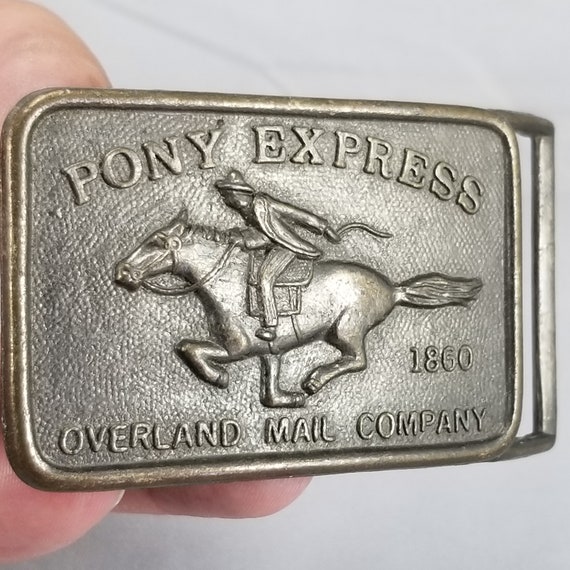 PONY EXPRESS
1860
OVERLAND MAIL COMPANY